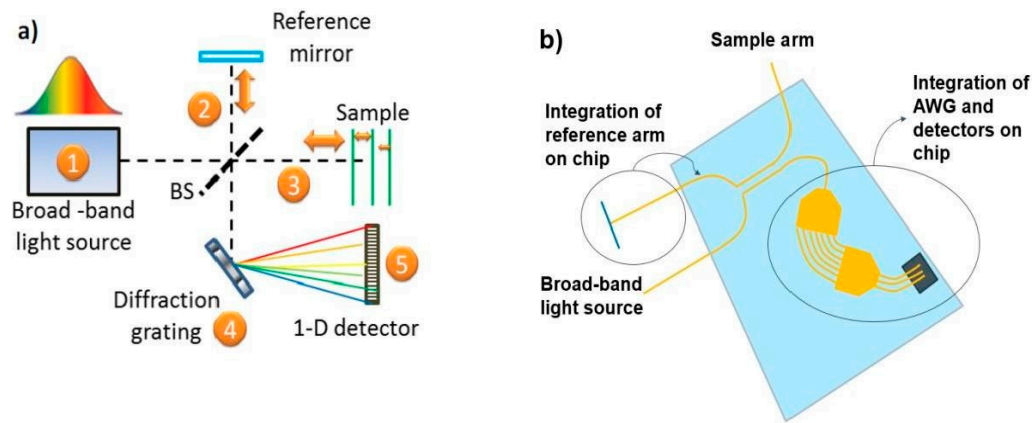 a)
Reference
mirror
2
Sample
1
BS
3
Broad -band
light source
5
Diffraction
grating
4
1-D detector
b)
Sample arm
Integration of
reference arm
on chip
Integration of
AWG and
detectors on
chip
Broad-band
light source